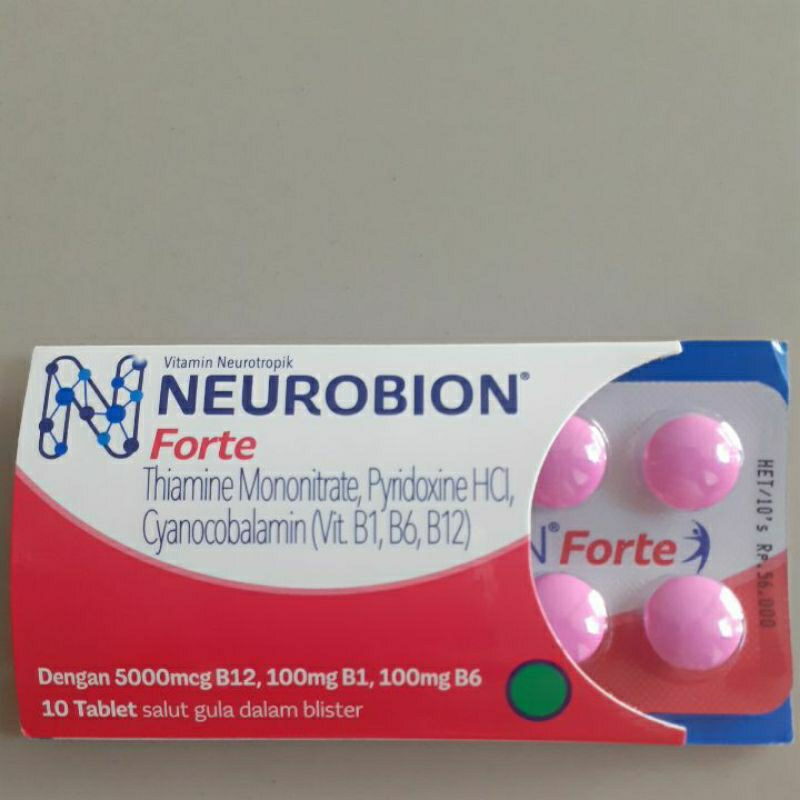 Vitamin Neurotropik
NEUROBION®
Forte
Thiamine Mononitrate, Pyridoxine HCl,
Cyanocobalamin (Vit. B1, B6, B12)
Dengan 5000mcg B12, 100mg B1, 100mg B6
10 Tablet salut gula dalam blister
N® Forte
HET/10's Rp.56.000